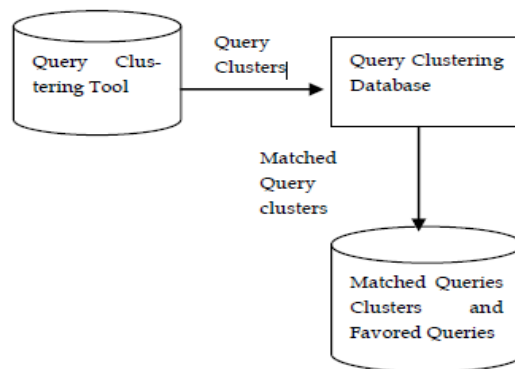 Query Clus-
tering Tool
Query
Clusters
Query Clustering
Database
Matched
Query
clusters
Matched Queries
Clusters and
Favored Queries